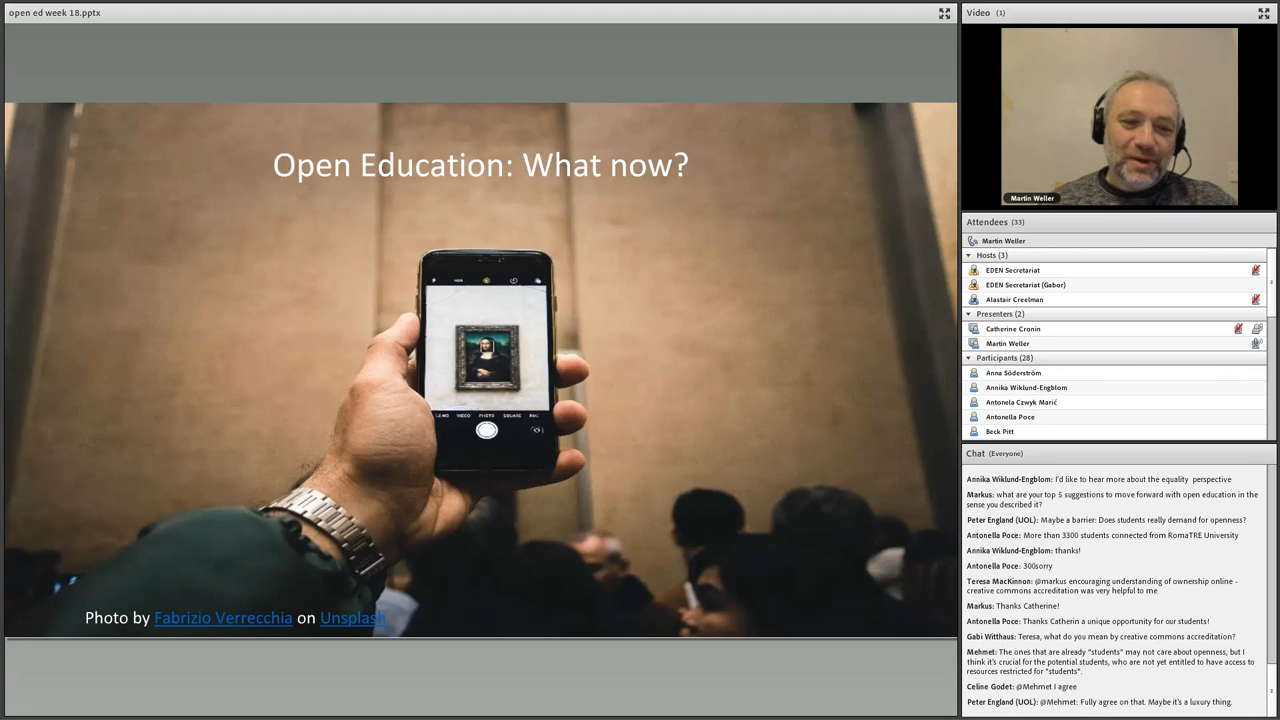 open ed week 18.pptx
Open Education: What now?
HDR
VIDEO PHOTO SQUARE
Photo by Fabrizio Verrecchia on Unsplash
Video (1)
Martin Weller
Attendees (33)
Martin Weller
Hosts (3)
EDEN Secretariat
EDEN Secretariat (Gabor)
Alastair Creelman
Presenters (2)
Catherine Cronin
Martin Weller
Participants (28)
Anna Söderström
Annika Wiklund-Engblom
Antonela Czwyk Marić
Antonella Poce
Beck Pitt
Chat (Everyone)
Annika Wiklund-Engblom: I'd like to hear more about the equality perspective
Markus: what are your top 5 suggestions to move forward with open education in the
sense you described it?
Peter England (UOL): Maybe a barrier: Does students really demand for openness?
Antonella Poce: More than 3300 students connected from RomaTRE University
Annika Wiklund-Engblom: thanks!
Antonella Poce: 300sorry
Teresa MacKinnon: @markus encouraging understanding of ownership online -
creative commons accreditation was very helpful to me
Markus: Thanks Catherine!
Antonella Poce: Thanks Catherin a unique opportunity for our students!
Gabi Witthaus: Teresa, what do you mean by creative commons accreditation?
Mehmet: The ones that are already "students" may not care about openness, but I
think it's crucial for the potential students, who are not yet entitled to have access to
resources restricted for "students".
Celine Godet: @Mehmet I agree
Peter England (UOL): @Mehmet: Fully agree on that. Maybe it's a luxury thing.